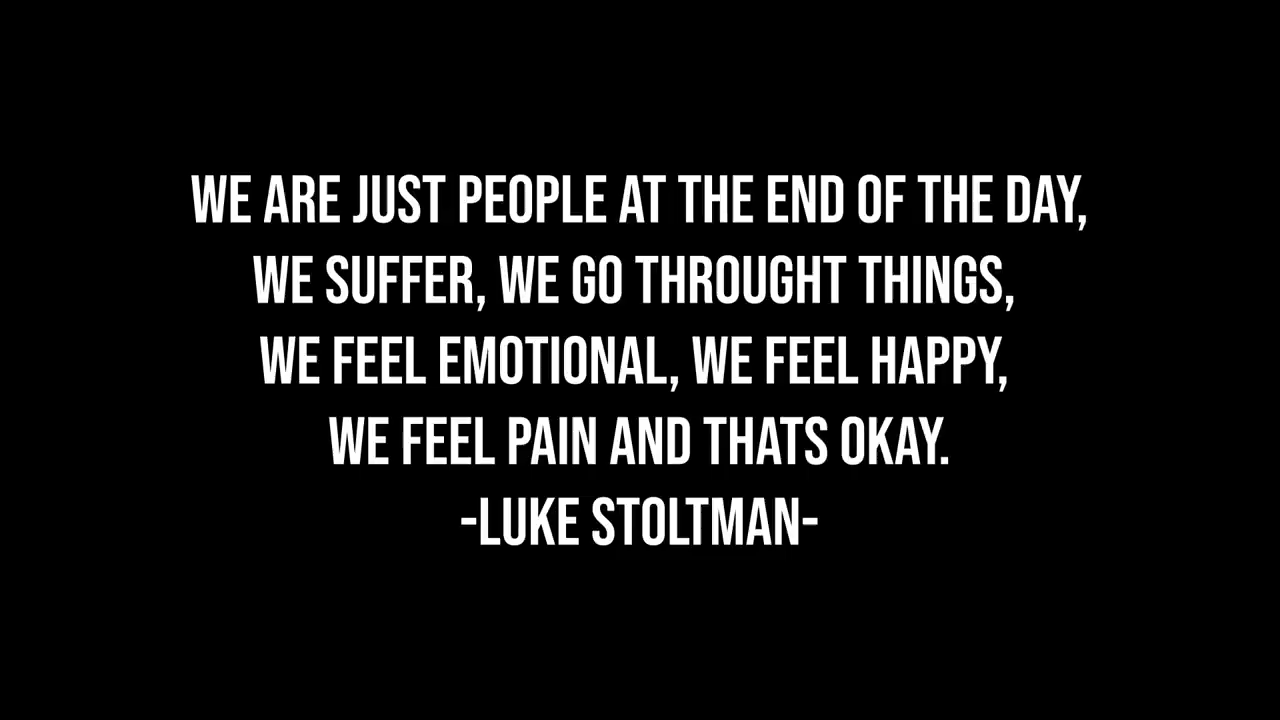 WE ARE JUST PEOPLE AT THE END OF THE DAY,
WE SUFFER, WE GO THROUGHT THINGS,
WE FEEL EMOTIONAL, WE FEEL HAPPY,
WE FEEL PAIN AND THATS OKAY.
-LUKE STOLTMAN-